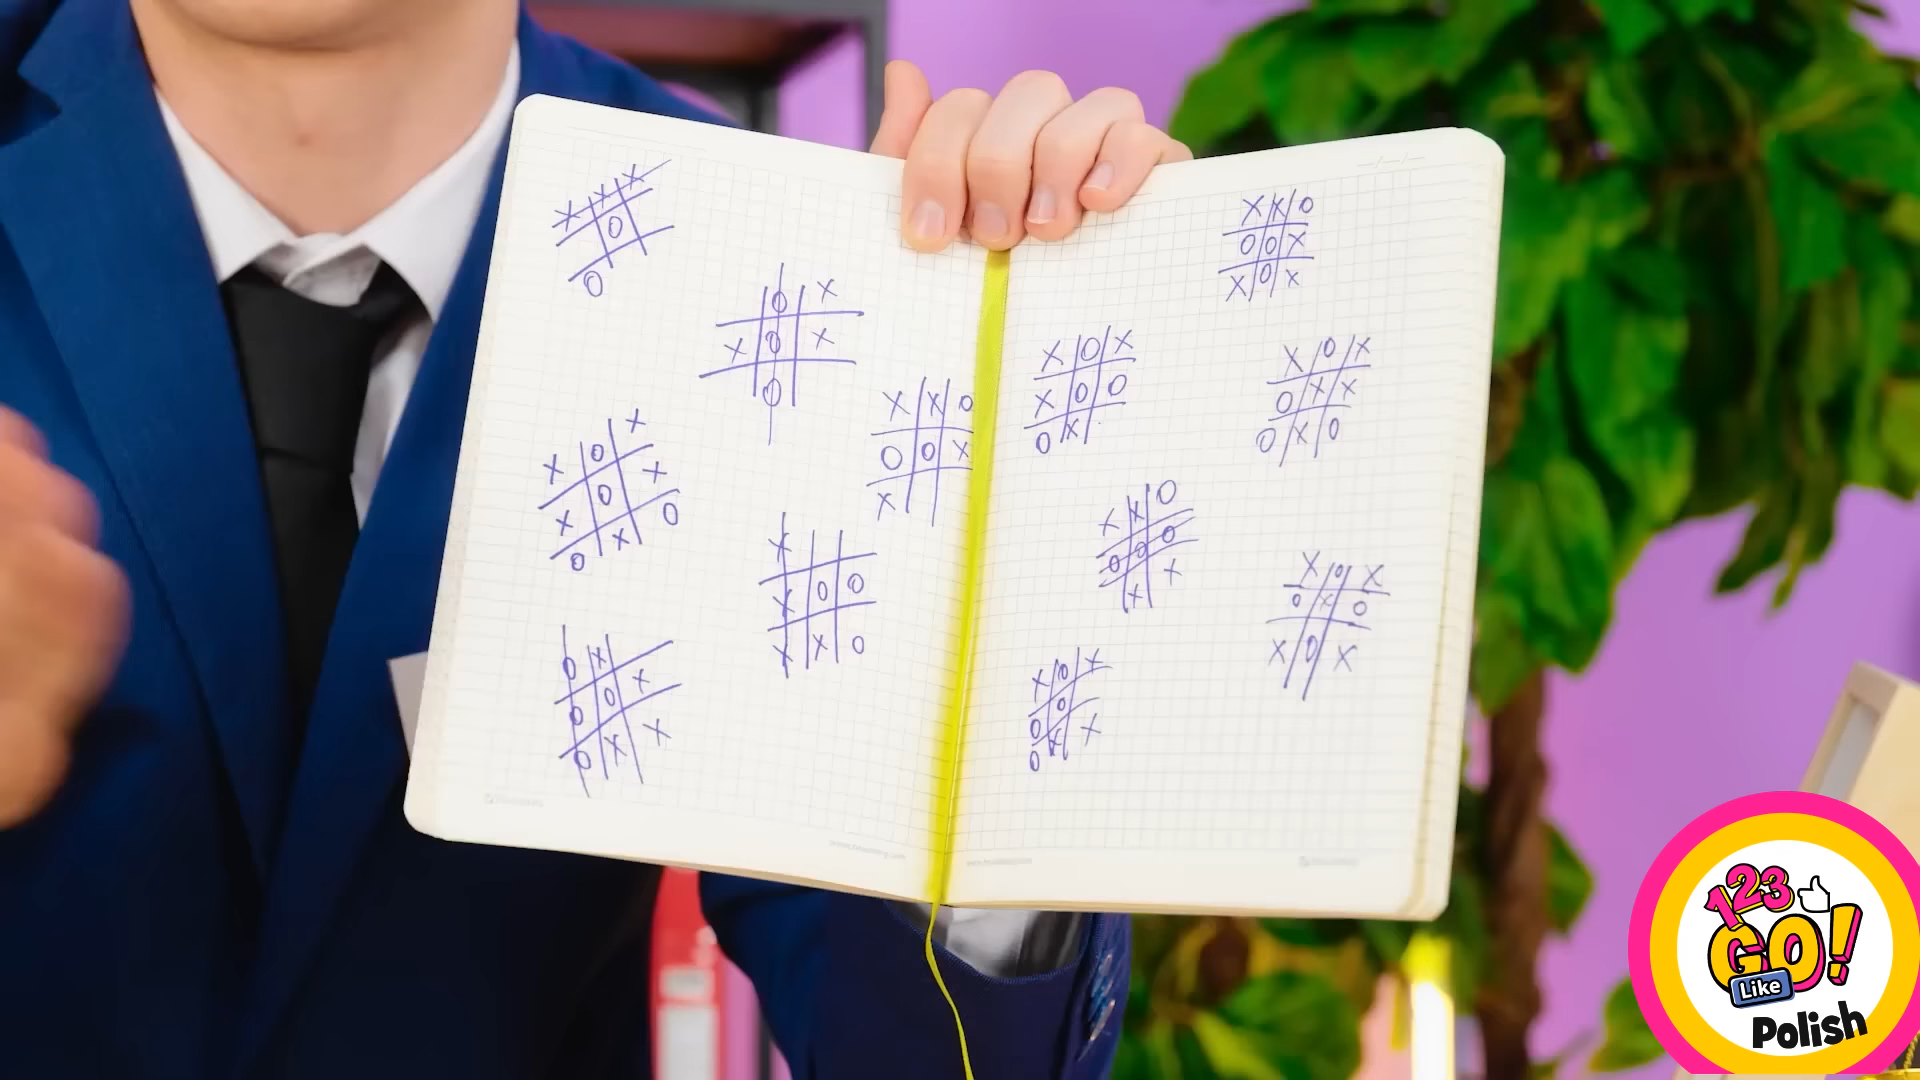 X X X
O
O
O X
X O X
O
X O X
X O X
O X O
X X O
O O X
X
X
X O O
X X O
O X
O O X
O X X
X X O
O O X
X O X
X O X
X O O
O X
X O X
O X X
O X O
X X O
O O O
X X
X O X
O X O
X O X
X O X
O O
O X X
123
GO!
Like
Polish